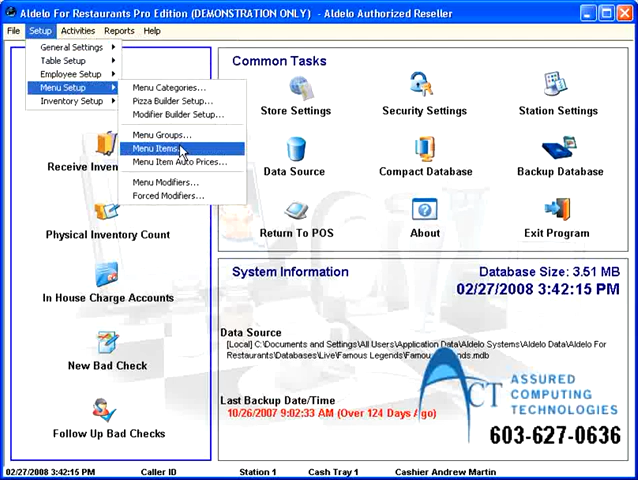 Aldelo For Restaurants Pro Edition (DEMONSTRATION ONLY) - Aldelo Authorized Reseller
File Setup Activities Reports Help
General Settings
Table Setup
Employee Setup
Menu Setup
Inventory Setup
Menu Categories...
Pizza Builder Setup...
Modifier Builder Setup...
Menu Groups...
Menu Items...
Menu Item Auto Prices...
Menu Modifiers...
Forced Modifiers...
Receive Inven
Physical Inventory Count
In House Charge Accounts
New Bad Check
Follow Up Bad Checks
Common Tasks
Store Settings
Security Settings
Station Settings
Data Source
Compact Database
Backup Database
Return To POS
About
Exit Program
System Information
Database Size: 3.51 MB
02/27/2008 3:42:15 PM
Data Source
[Local] C:\Documents and Settings\All Users\Application Data\Aldelo Systems\Aldelo Data\Aldelo For
Restaurants\Databases\Live\Famous Legends\Famou ends.mdb
Last Backup Date/Time
10/26/2007 9:02:33 AM (Over 124 Days Ago)
ACT ASSURED
COMPUTING
TECHNOLOGIES
603-627-0636
02/27/2008 3:42:15 PM Caller ID Station 1 Cash Tray 1 Cashier Andrew Martin